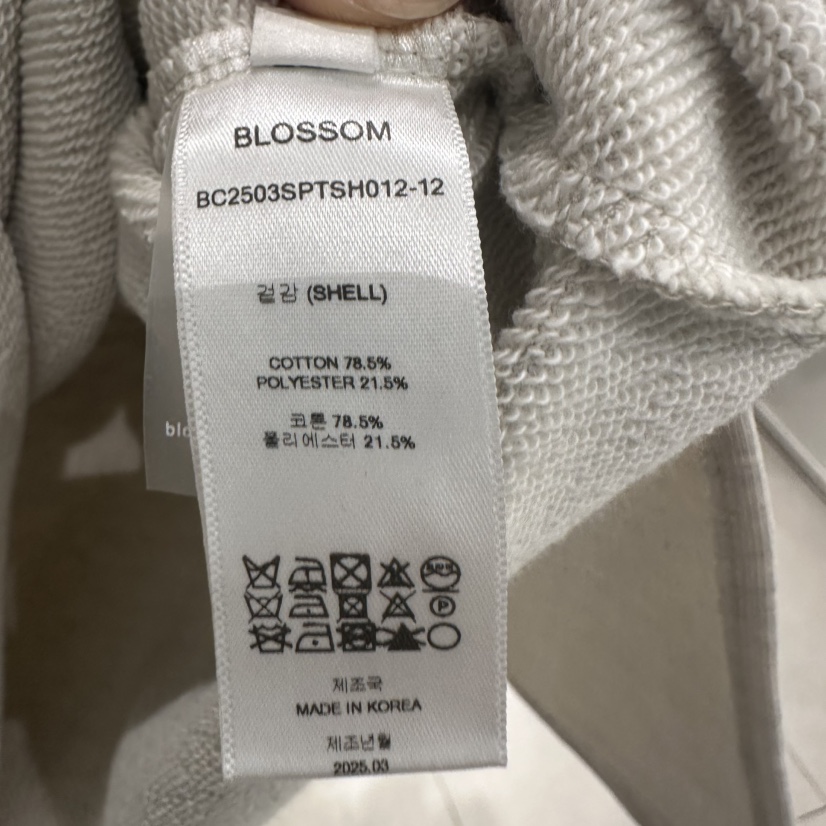 BLOSSOM
BC2503SPTSH012-12
겉감 (SHELL)
COTTON 78.5%
POLYESTER 21.5%
코튼 78.5%
폴리에스터 21.5%
P
제조국
MADE IN KOREA
제조년월
2025.03